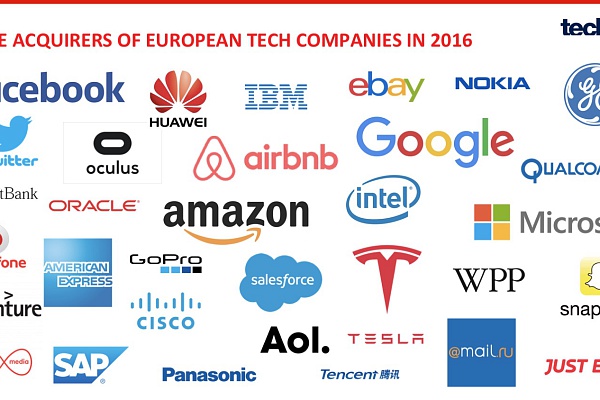 E ACQUIRERS OF EUROPEAN TECH COMPANIES IN 2016
tech
cebook
HUAWEI
IBM
ebay
NOKIA
GE
witter
oculus
airbnb
Google
QUALCOM
tBank
ORACLE
amazon
intel
Micros
fone
AMERICAN
EXPRESS
GoPro
salesforce
WPP
snap
nture
CISCO
Aol.
TESLA
@mail.ru
media
SAP
Panasonic
Tencent 腾讯
JUST E